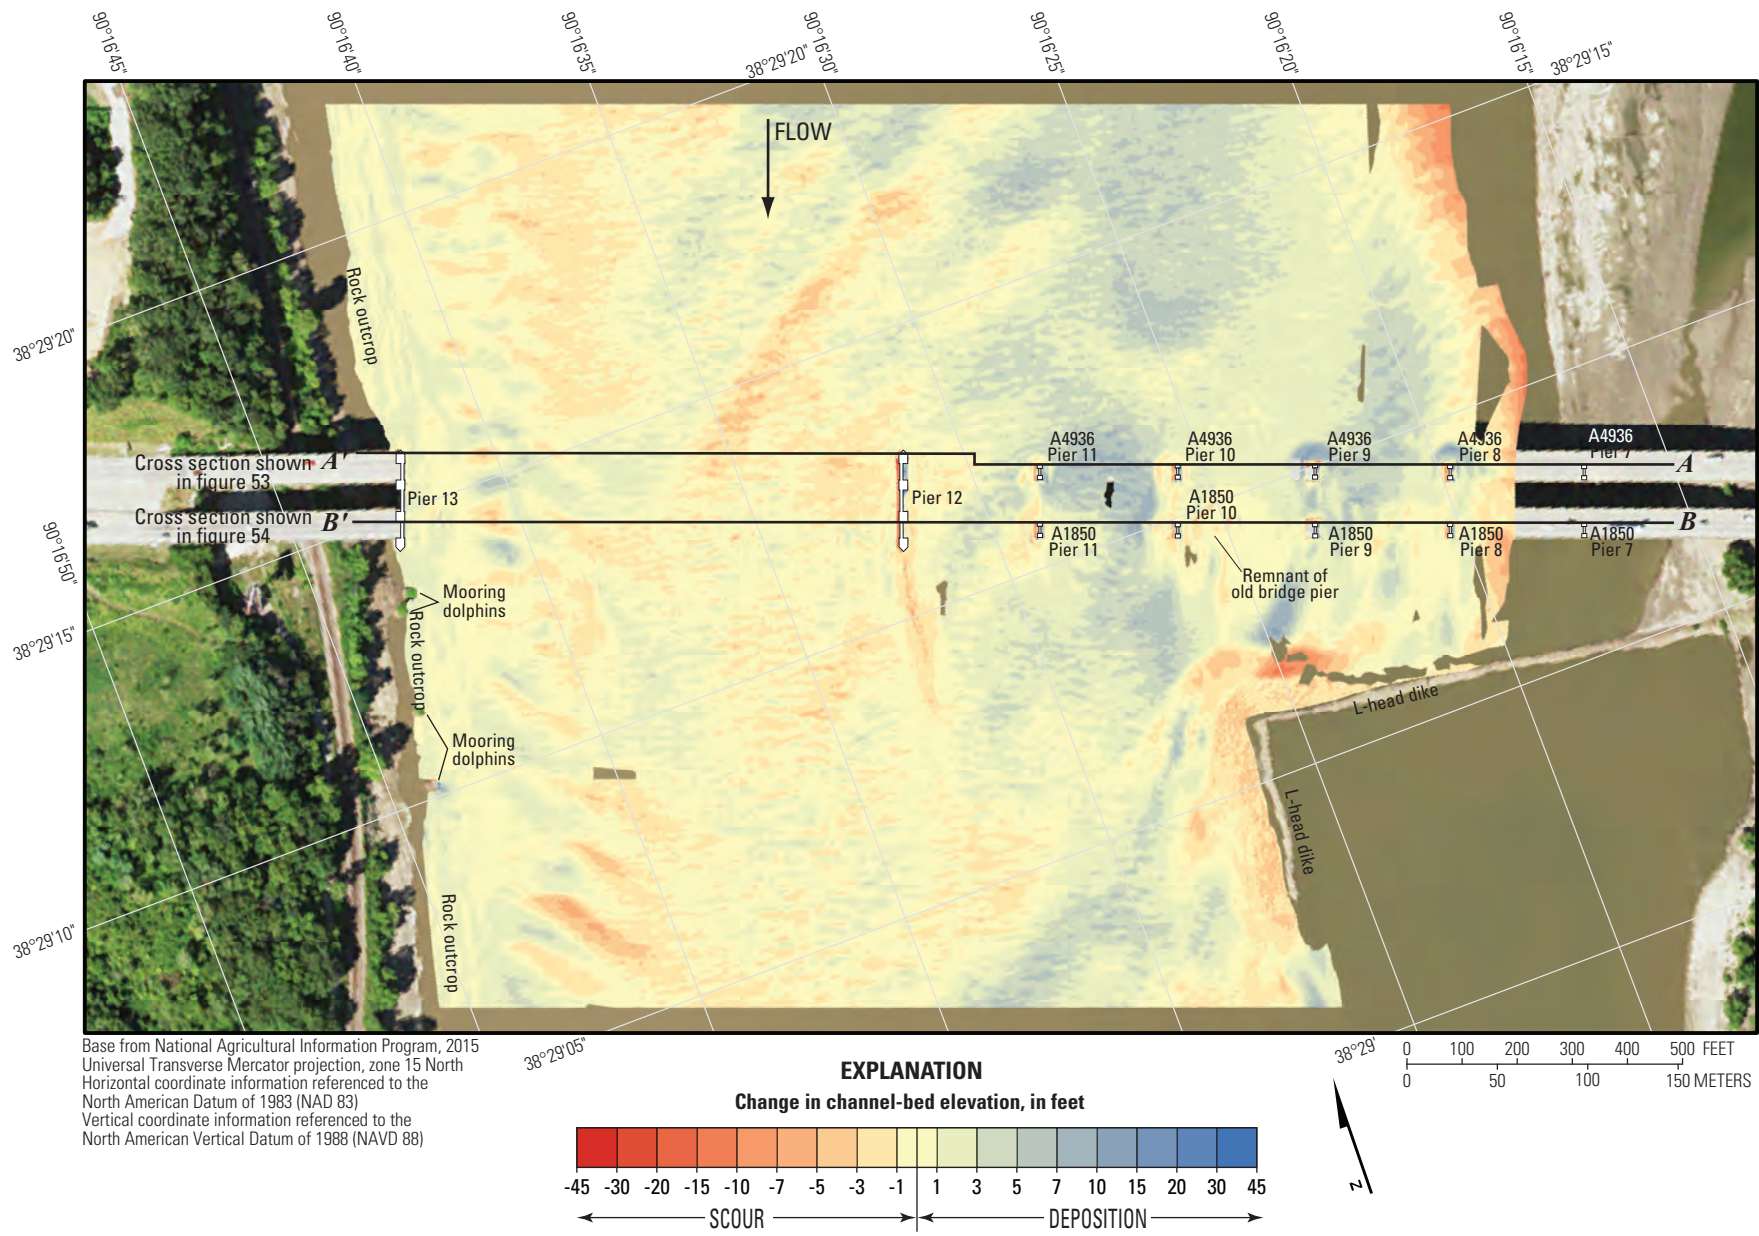 90°16'45"
90°16'40"
90°16'35"
38°29'20"
90°16'30"
90°16'25"
90°16'20"
90°16'15"
38°29'15"
FLOW
Rock outcrop
38°29'20"
A4936
Pier 11
A4936
Pier 10
A4936
Pier 9
A4936
Pier 8
A4936
Pier 7
Cross section shown
in figure 53
A'
A
Pier 13
Pier 12
A1850
Pier 10
Cross section shown
in figure 54
B'
B
A1850
Pier 11
A1850
Pier 9
A1850
Pier 8
A1850
Pier 7
90°16'50"
Remnant of
old bridge pier
Mooring
dolphins
Rock outcrop
38°29'15"
L-head dike
Mooring
dolphins
L-head dike
Rock outcrop
38°29'10"
38°29'05"
38°29'
Base from National Agricultural Information Program, 2015
Universal Transverse Mercator projection, zone 15 North
Horizontal coordinate information referenced to the
North American Datum of 1983 (NAD 83)
Vertical coordinate information referenced to the
North American Vertical Datum of 1988 (NAVD 88)
0 100 200 300 400 500 FEET
0 50 100 150 METERS
N
EXPLANATION
Change in channel-bed elevation, in feet
-45 -30 -20 -15 -10 -7 -5 -3 -1 1 3 5 7 10 15 20 30 45
SCOUR DEPOSITION